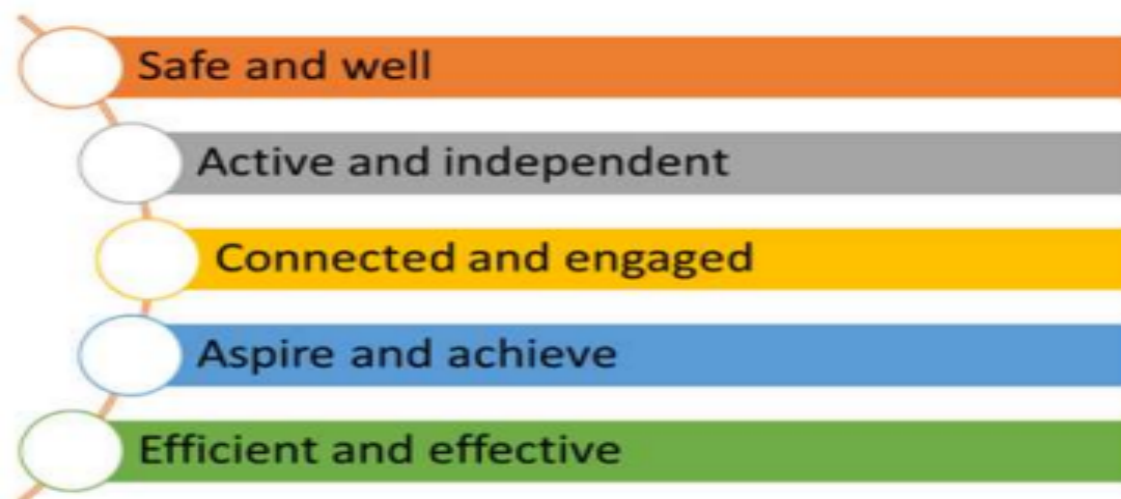 Safe and well
Active and independent
Connected and engaged
Aspire and achieve
Efficient and effective